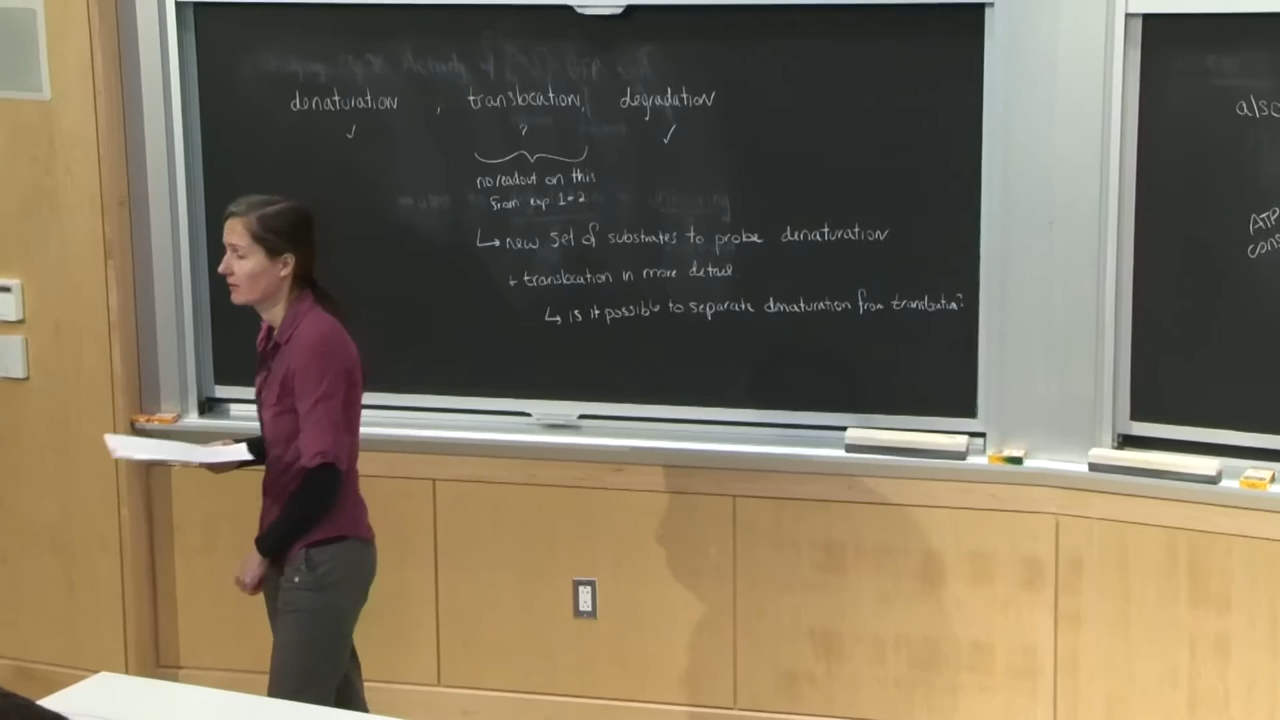 denaturation , translocation, degradation
✓ ? ✓
no readout on this
from exp 1+2
↳ new set of substrates to probe denaturation
+ translocation in more detail
↳ is it possible to separate denaturation from translocation?
also
ATP
cons